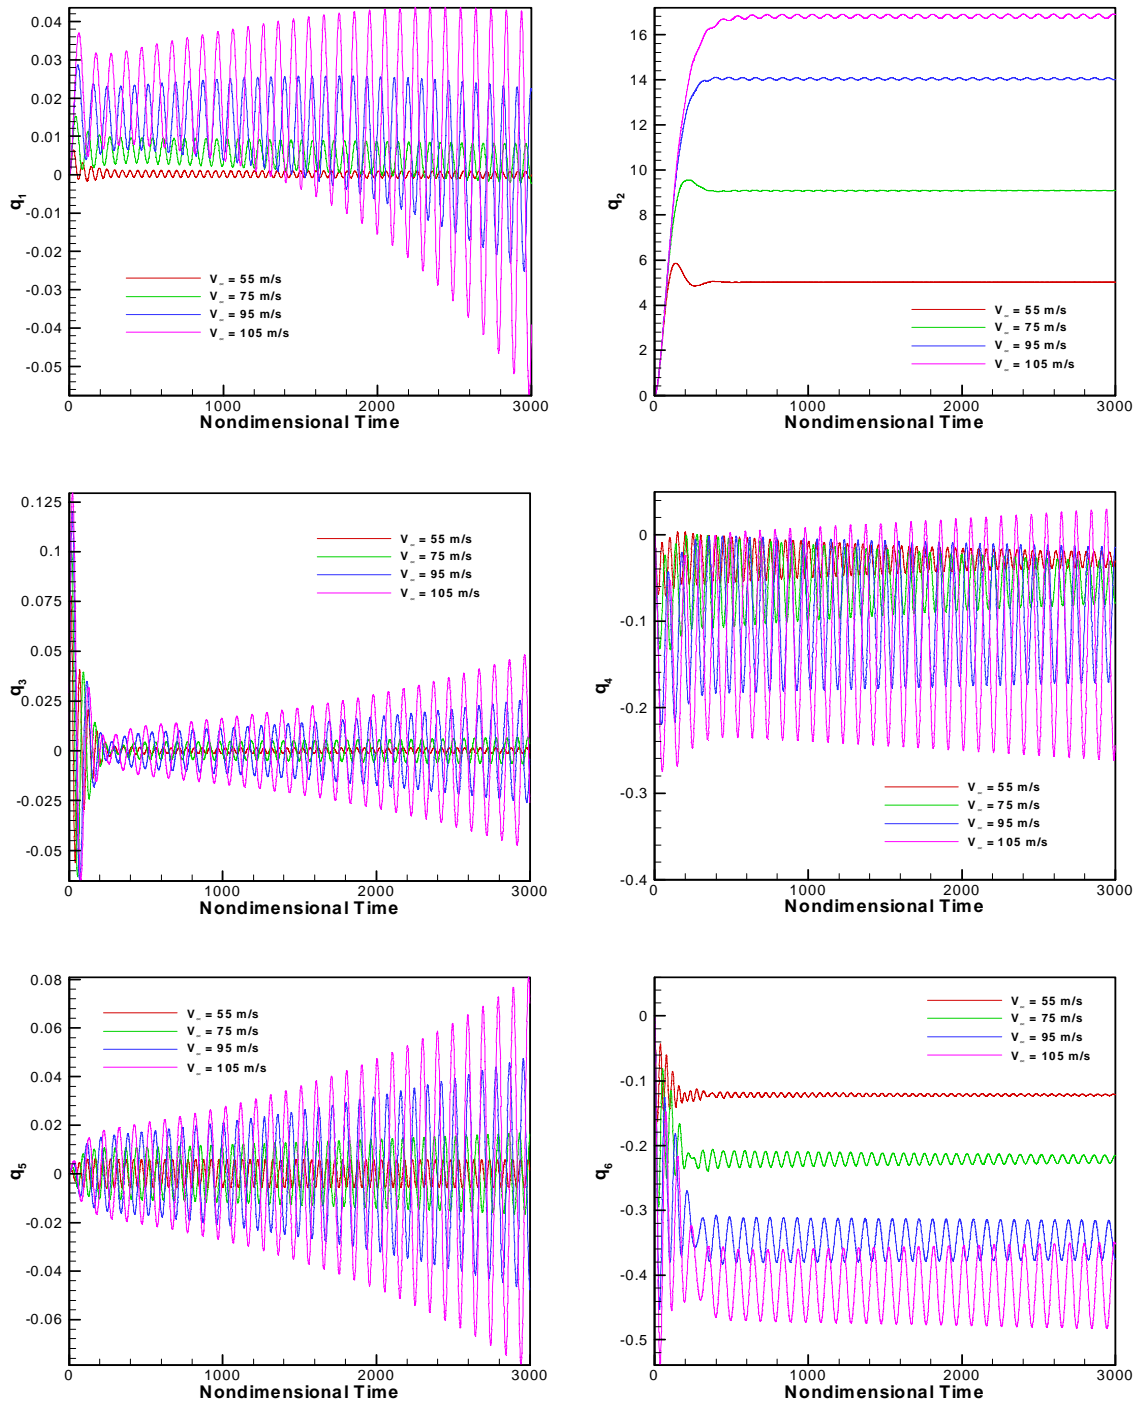 0.04
0.03
0.02
0.01
0
-0.01
-0.02
-0.03
-0.04
-0.05
q1
V_ = 55 m/s
V_ = 75 m/s
V_ = 95 m/s
V_ = 105 m/s
0 1000 2000 3000
Nondimensional Time
16
14
12
10
8
6
4
2
0
q2
V_ = 55 m/s
V_ = 75 m/s
V_ = 95 m/s
V_ = 105 m/s
0 1000 2000 3000
Nondimensional Time
0.125
0.1
0.075
0.05
0.025
0
-0.025
-0.05
q3
V_ = 55 m/s
V_ = 75 m/s
V_ = 95 m/s
V_ = 105 m/s
0 1000 2000 3000
Nondimensional Time
0
-0.1
-0.2
-0.3
-0.4
q4
V_ = 55 m/s
V_ = 75 m/s
V_ = 95 m/s
V_ = 105 m/s
0 1000 2000 3000
Nondimensional Time
0.08
0.06
0.04
0.02
0
-0.02
-0.04
-0.06
q5
V_ = 55 m/s
V_ = 75 m/s
V_ = 95 m/s
V_ = 105 m/s
0 1000 2000 3000
Nondimensional Time
0
-0.1
-0.2
-0.3
-0.4
-0.5
q6
V_ = 55 m/s
V_ = 75 m/s
V_ = 95 m/s
V_ = 105 m/s
0 1000 2000 3000
Nondimensional Time